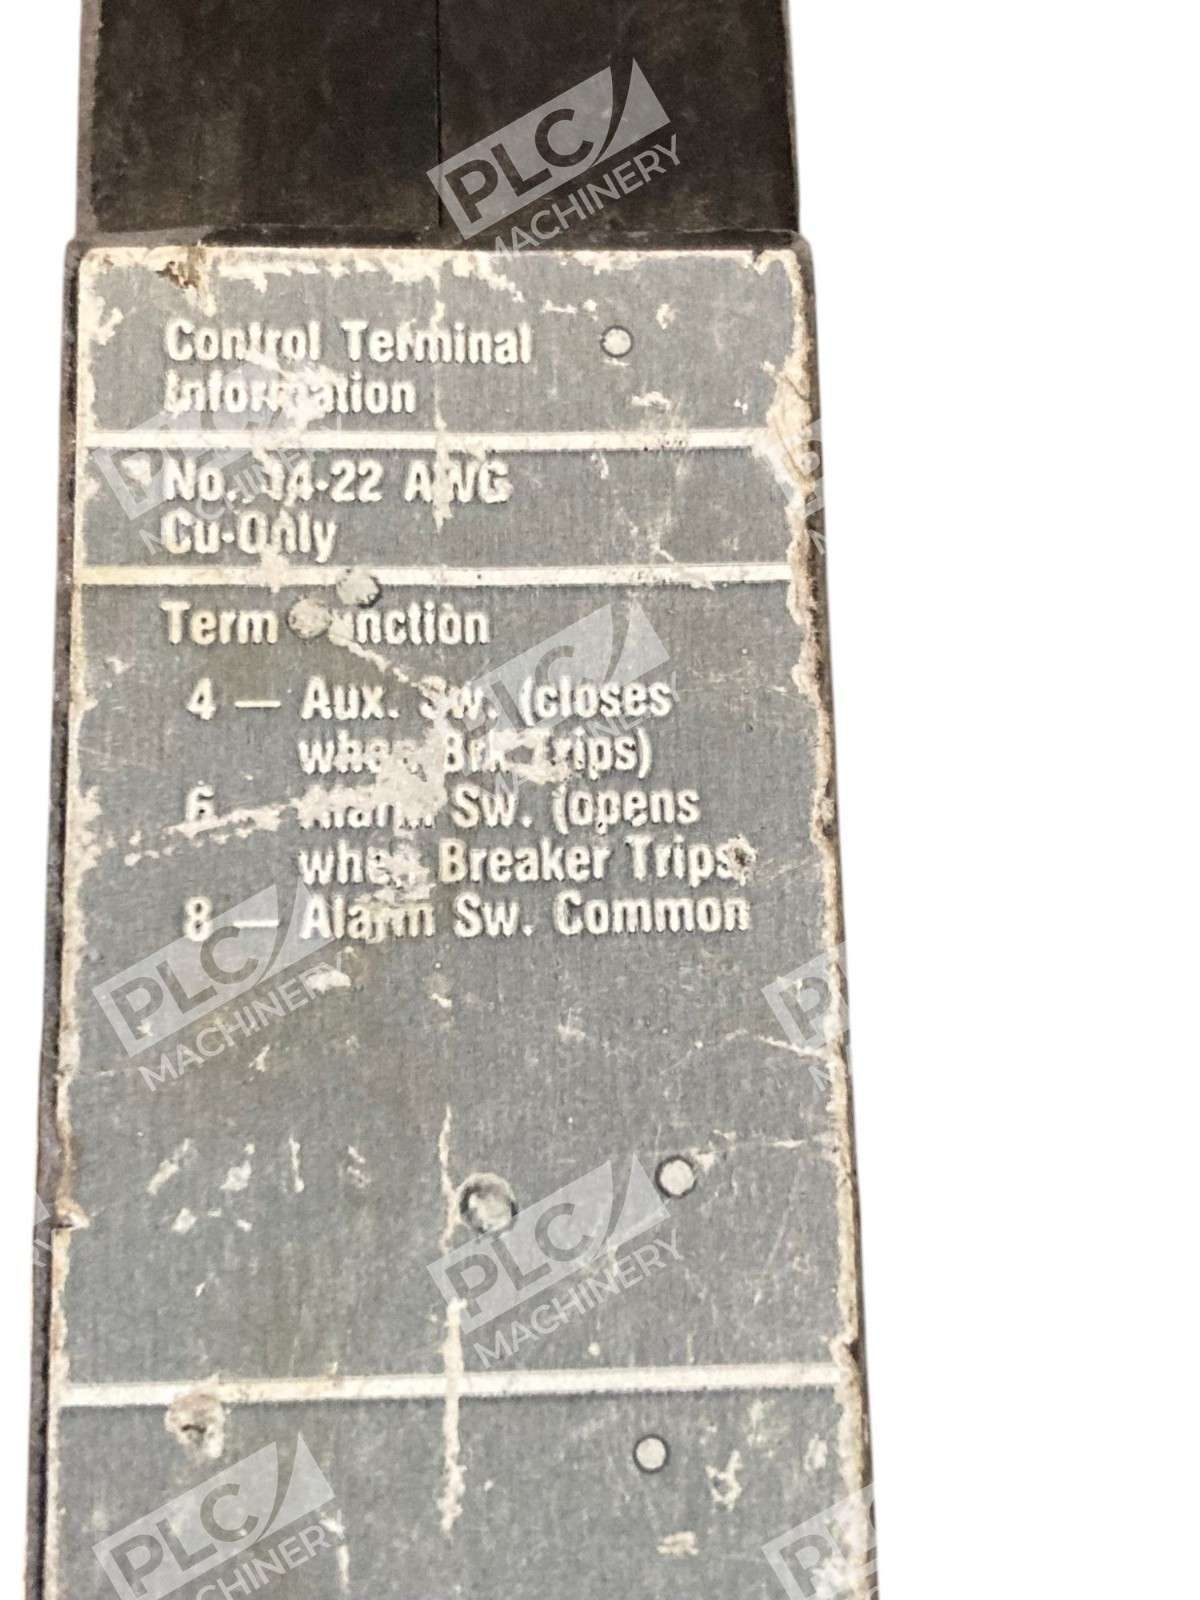 PLC
MACHINERY
Control Terminal
Information
No. 14-22 AWG
Cu-Only
Term Function
4 — Aux. Sw. (closes
when Brk Trips)
6 — Alarm Sw. (opens
when Breaker Trips)
8 — Alarm Sw. Common